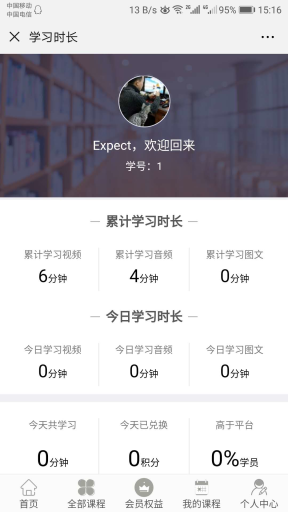 中国移动
中国电信
13 B/s 2G 4G 95% 15:16
学习时长
Expect，欢迎回来
学号：1
累计学习时长
累计学习视频 累计学习音频 累计学习图文
6分钟 4分钟 0分钟
今日学习时长
今日学习视频 今日学习音频 今日学习图文
0分钟 0分钟 0分钟
今天共学习 今天已兑换 高于平台
0分钟 0积分 0%学员
首页 全部课程 会员权益 我的课程 个人中心